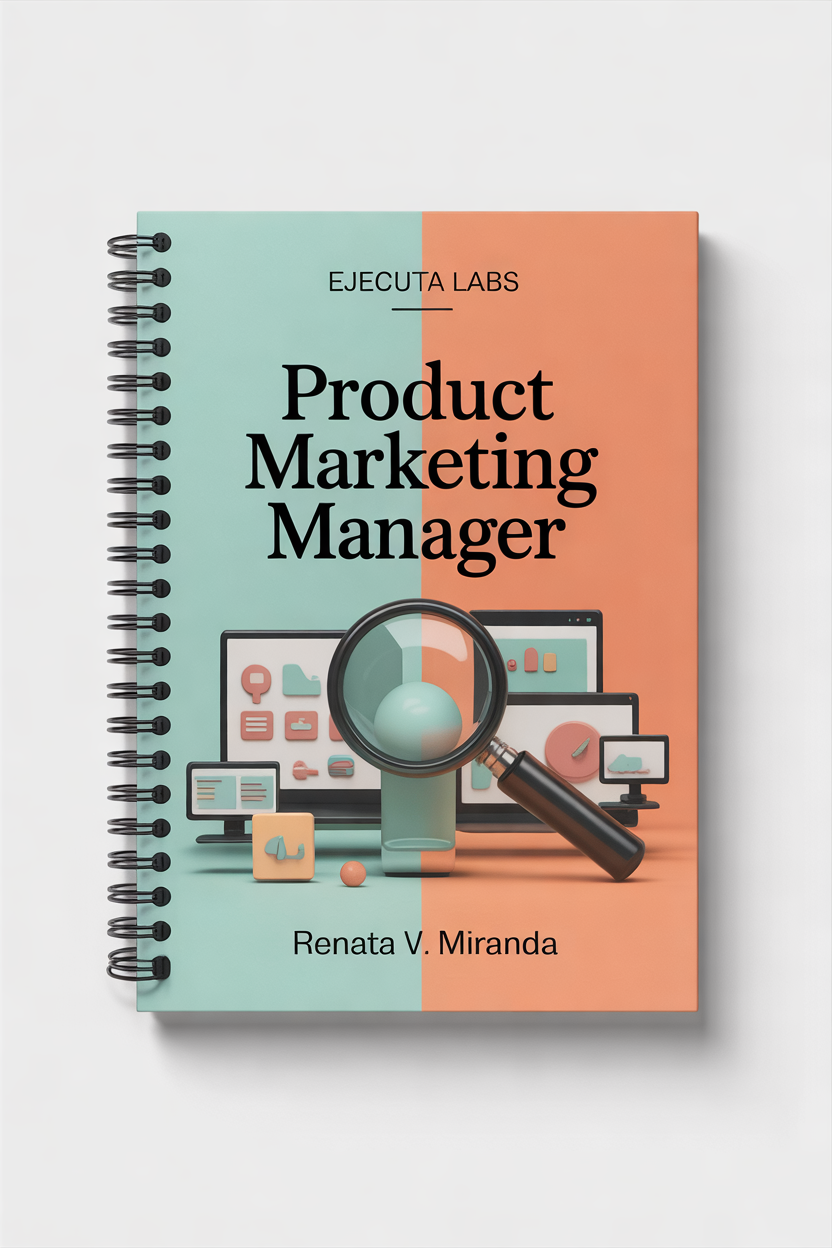 EJECUTA LABS
Product
Marketing
Manager
Renata V. Miranda